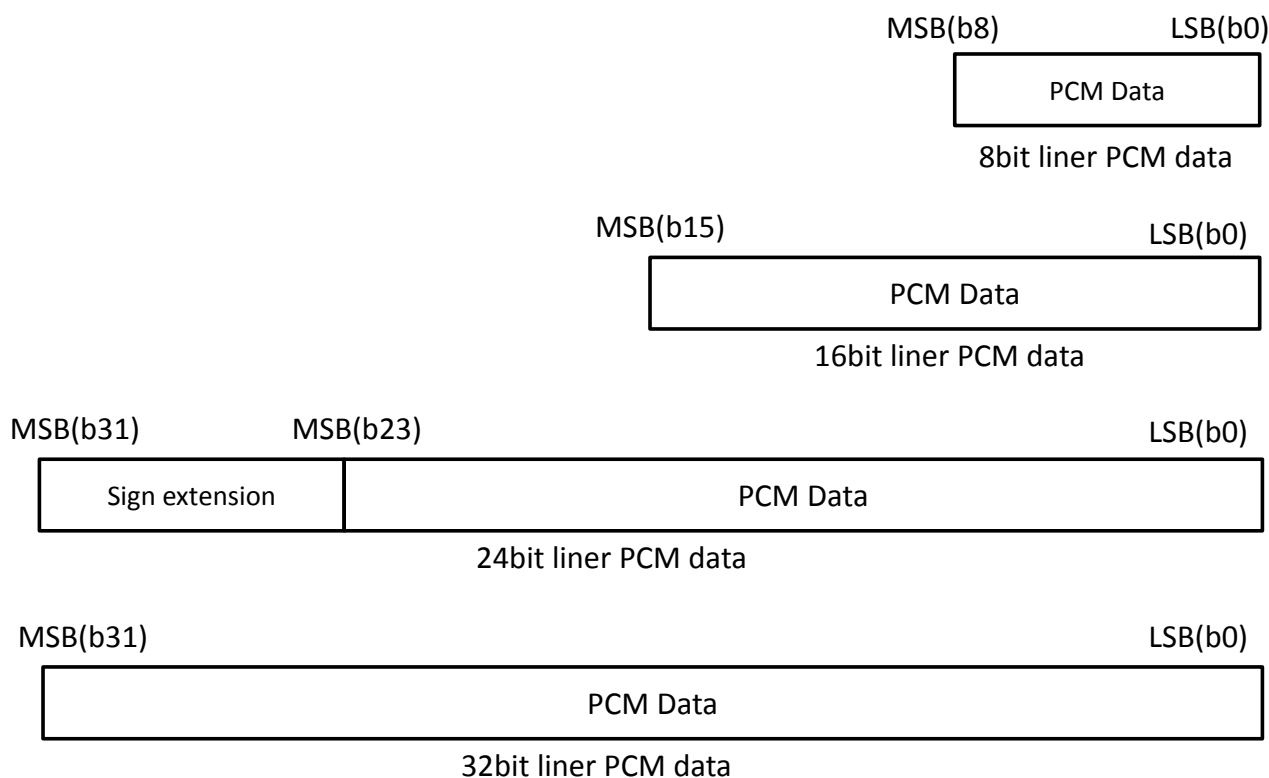 MSB(b8) LSB(b0)
PCM Data
8bit liner PCM data
MSB(b15) LSB(b0)
PCM Data
16bit liner PCM data
MSB(b31) MSB(b23) LSB(b0)
Sign extension PCM Data
24bit liner PCM data
MSB(b31) LSB(b0)
PCM Data
32bit liner PCM data